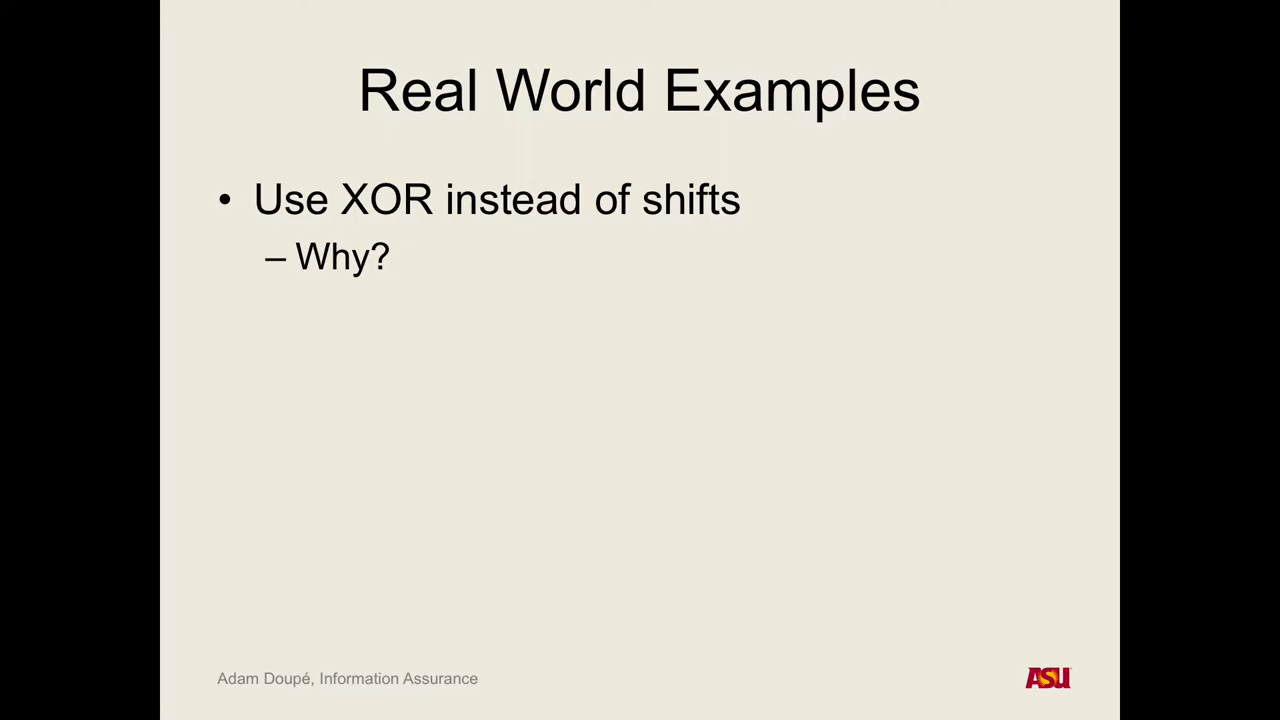 Real World Examples
• Use XOR instead of shifts
– Why?
Adam Doupé, Information Assurance
ASU